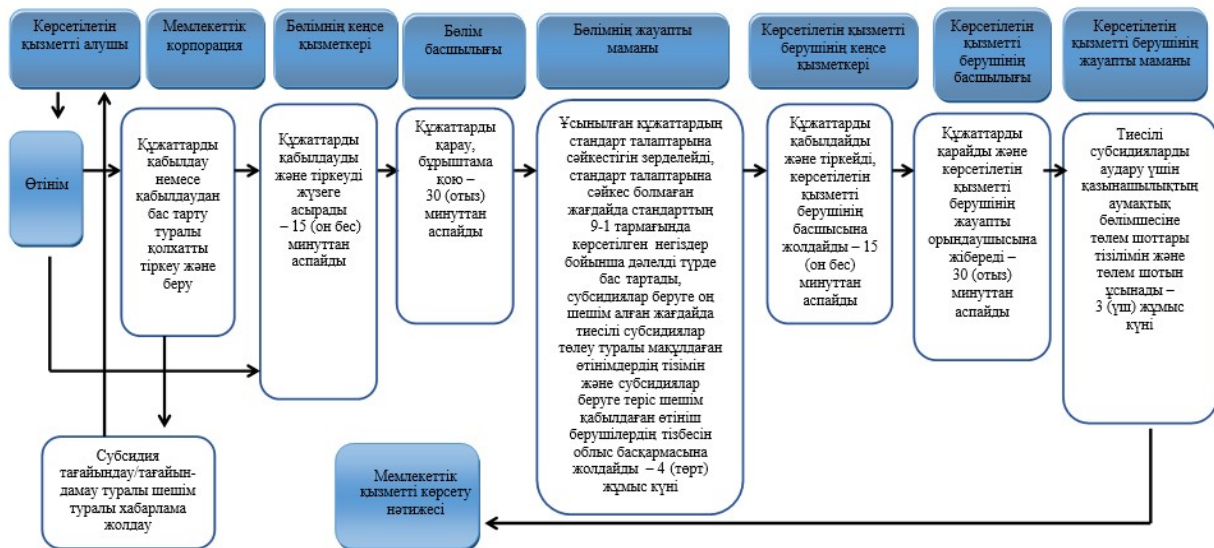 Көрсетілетін
қызметті алушы
Мемлекеттік
корпорация
Бөлімнің кеңсе
қызметкері
Бөлім
басшылығы
Бөлімнің жауапты
маманы
Көрсетілетін қызметті
берушінің кеңсе
қызметкері
Көрсетілетін
қызметті
берушінің
басшылығы
Көрсетілетін
қызметті берушінің
жауапты маманы
Өтінім
Құжаттарды
қабылдау
немесе
қабылдаудан
бас тарту
туралы
қолхатты
тіркеу және
беру
Құжаттарды
қабылдауды
және тіркеуді
жүзеге
асырады
– 15 (он бес)
минуттан
аспайды
Құжаттарды
қарау,
бұрыштама
қою –
30 (отыз)
минуттан
аспайды
Ұсынылған құжаттардың
стандарт талаптарына
сәйкестігін зерделейді,
стандарт талаптарына
сәйкес болмаған
жағдайда стандарттың
9-1 тармағында
көрсетілген негіздер
бойынша дәлелді түрде
бас тартады,
субсидиялар беруге оң
шешім алған жағдайда
тиесілі субсидиялар
төлеу туралы мақұлдаған
өтінімдердің тізімін
және субсидиялар
беруге теріс шешім
қабылдаған өтініш
берушілердің тізбесін
облыс басқармасына
жолдайды – 4 (төрт)
жұмыс күні
Құжаттарды
қабылдайды
және тіркейді,
көрсетілетін
қызметті
берушінің
басшысына
жолдайды – 15
(он бес)
минуттан
аспайды
Құжаттарды
қарайды және
көрсетілетін
қызметті
берушінің
жауапты
орындаушысына
жібереді –
30 (отыз)
минуттан
аспайды
Тиесілі
субсидияларды
аудару үшін
қазынашылықтың
аумақтық
бөлімшесіне
төлем шоттары
тізілімін және
төлем шотын
ұсынады –
3 (үш) жұмыс
күні
Субсидия
тағайындау/тағайын-
дамау туралы шешім
туралы хабарлама
жолдау
Мемлекеттік
қызметті көрсету
нәтижесі